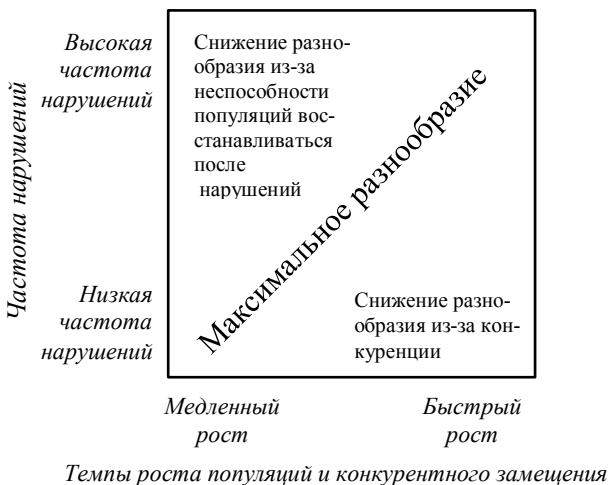 Высокая
частота
нарушений
Снижение разно-
образия из-за
неспособности
популяций вос-
станавливаться
после
нарушений
Максимальное разнообразие
Частота нарушений
Низкая
частота
нарушений
Снижение разно-
образия из-за кон-
куренции
Медленный
рост
Быстрый
рост
Темпы роста популяций и конкурентного замещения